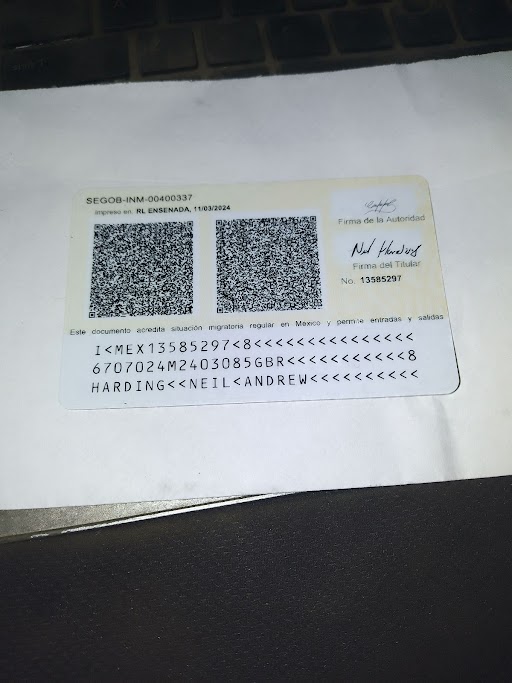 SEGOB-INM-00400337
Impreso en: RL ENSENADA, 11/03/2024
Firma de la Autoridad
Firma del Titular
No. 13585297
Este documento acredita situación migratoria regular en México y permite entradas y salidas
I<MEX13585297<8<<<<<<<<<<<<<<<
6707024M2403085GBR<<<<<<<<<<<8
HARDING<<NEIL<ANDREW<<<<<<<<<<